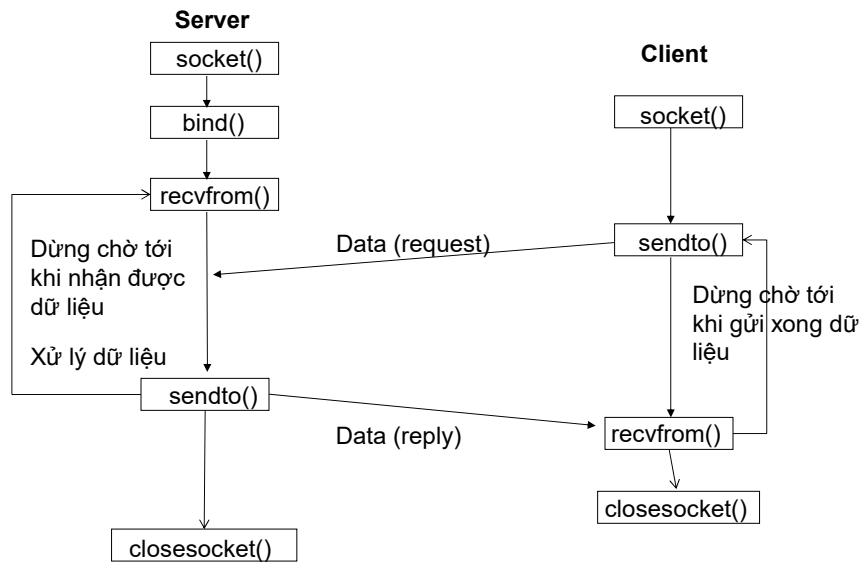 Server
socket()
bind()
recvfrom()
Dừng chờ tới
khi nhận được
dữ liệu
Xử lý dữ liệu
sendto()
closesocket()
Data (request)
Data (reply)
Client
socket()
sendto()
Dừng chờ tới
khi gửi xong dữ
liệu
recvfrom()
closesocket()